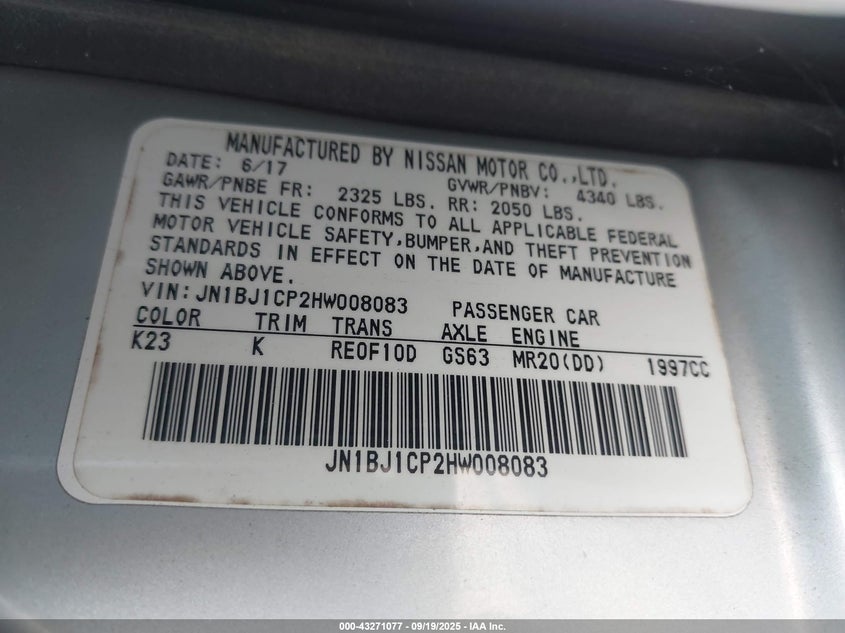 MANUFACTURED BY NISSAN MOTOR CO.,LTD.
DATE: 6/17 GVWR/PNBV: 4340 LBS.
GAWR/PNBE FR: 2325 LBS. RR: 2050 LBS.
THIS VEHICLE CONFORMS TO ALL APPLICABLE FEDERAL
MOTOR VEHICLE SAFETY,BUMPER,AND THEFT PREVENTION
STANDARDS IN EFFECT ON THE DATE OF MANUFACTURE
SHOWN ABOVE.
VIN: JN1BJ1CP2HW008083 PASSENGER CAR
COLOR TRIM TRANS AXLE ENGINE
K23 K RE0F10D GS63 MR20(DD) 1997CC
JN1BJ1CP2HW008083
000-43271077 - 09/19/2025 - IAA Inc.